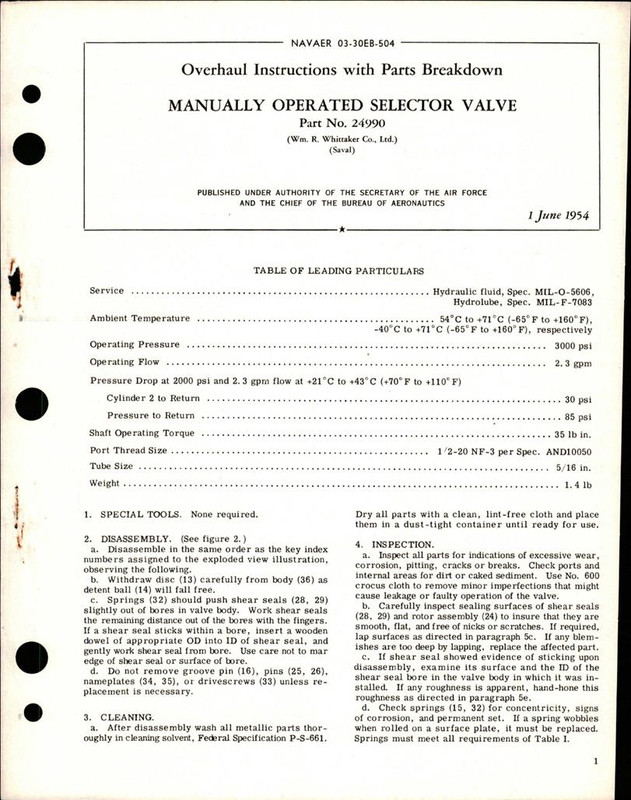 NAVAER 03-30EB-504
Overhaul Instructions with Parts Breakdown
MANUALLY OPERATED SELECTOR VALVE
Part No. 24990
(Wm. R. Whittaker Co., Ltd.)
(Saval)
PUBLISHED UNDER AUTHORITY OF THE SECRETARY OF THE AIR FORCE
AND THE CHIEF OF THE BUREAU OF AERONAUTICS
1 June 1954
TABLE OF LEADING PARTICULARS
Service ........ Hydraulic fluid, Spec. MIL-O-5606,
Hydrolube, Spec. MIL-F-7083
Ambient Temperature ........ 54°C to +71°C (-65°F to +160°F),
-40°C to +71°C (-65°F to +160°F), respectively
Operating Pressure ........ 3000 psi
Operating Flow ........ 2.3 gpm
Pressure Drop at 2000 psi and 2.3 gpm flow at +21°C to +43°C (+70°F to +110°F)
Cylinder 2 to Return ........ 30 psi
Pressure to Return ........ 85 psi
Shaft Operating Torque ........ 35 lb in.
Port Thread Size ........ 1/2-20 NF-3 per Spec. AND10050
Tube Size ........ 5/16 in.
Weight ........ 1.4 lb
1. SPECIAL TOOLS. None required.
2. DISASSEMBLY. (See figure 2.)
a. Disassemble in the same order as the key index
numbers assigned to the exploded view illustration,
observing the following.
b. Withdraw disc (13) carefully from body (36) as
detent ball (14) will fall free.
c. Springs (32) should push shear seals (28, 29)
slightly out of bores in valve body. Work shear seals
the remaining distance out of the bores with the fingers.
If a shear seal sticks within a bore, insert a wooden
dowel of appropriate OD into ID of shear seal, and
gently work shear seal from bore. Use care not to mar
edge of shear seal or surface of bore.
d. Do not remove groove pin (16), pins (25, 26),
nameplates (34, 35), or drivescrews (33) unless re-
placement is necessary.
3. CLEANING.
a. After disassembly wash all metallic parts thor-
oughly in cleaning solvent, Federal Specification P-S-661.
Dry all parts with a clean, lint-free cloth and place
them in a dust-tight container until ready for use.
4. INSPECTION.
a. Inspect all parts for indications of excessive wear,
corrosion, pitting, cracks or breaks. Check ports and
internal areas for dirt or caked sediment. Use No. 600
crocus cloth to remove minor imperfections that might
cause leakage or faulty operation of the valve.
b. Carefully inspect sealing surfaces of shear seals
(28, 29) and rotor assembly (24) to insure that they are
smooth, flat, and free of nicks or scratches. If required,
lap surfaces as directed in paragraph 5c. If any blem-
ishes are too deep by lapping, replace the affected part.
c. If shear seal showed evidence of sticking upon
disassembly, examine its surface and the ID of the
shear seal bore in the valve body in which it was in-
stalled. If any roughness is apparent, hand-hone this
roughness as directed in paragraph 5e.
d. Check springs (15, 32) for concentricity, signs
of corrosion, and permanent set. If a spring wobbles
when rolled on a surface plate, it must be replaced.
Springs must meet all requirements of Table I.
1